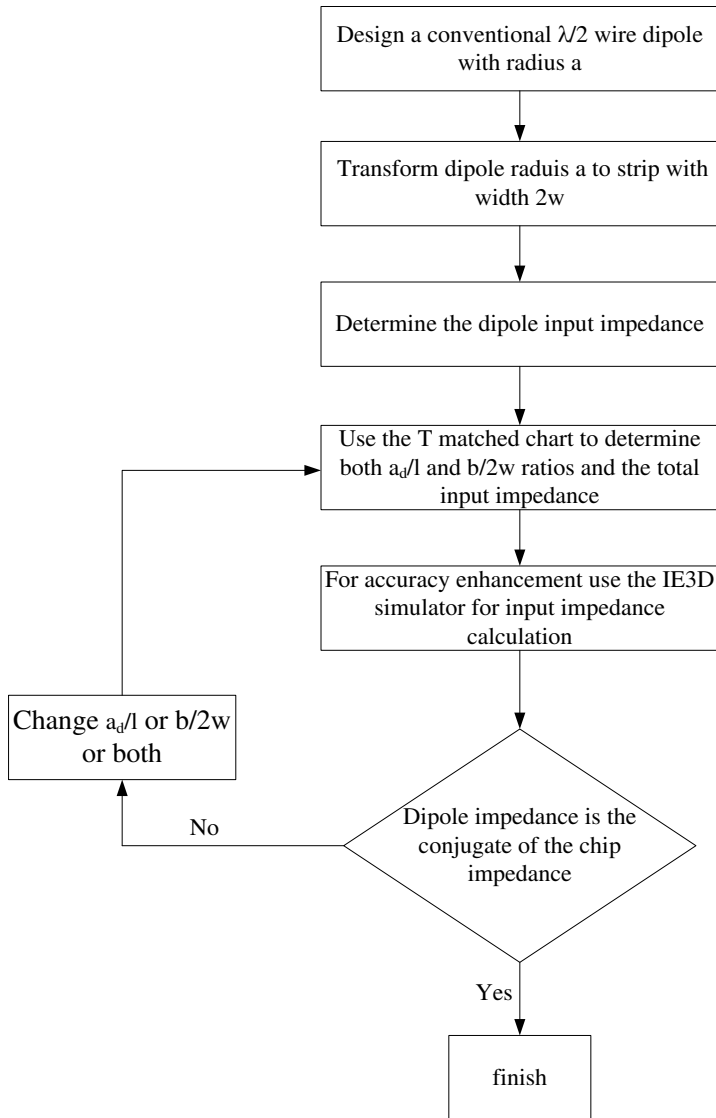 Design a conventional λ/2 wire dipole
with radius a
Transform dipole raduis a to strip with
width 2w
Determine the dipole input impedance
Use the T matched chart to determine
both a_d/l and b/2w ratios and the total
input impedance
For accuracy enhancement use the IE3D
simulator for input impedance
calculation
Change a_d/l or b/2w
or both
Dipole impedance is the
conjugate of the chip
impedance
No
Yes
finish